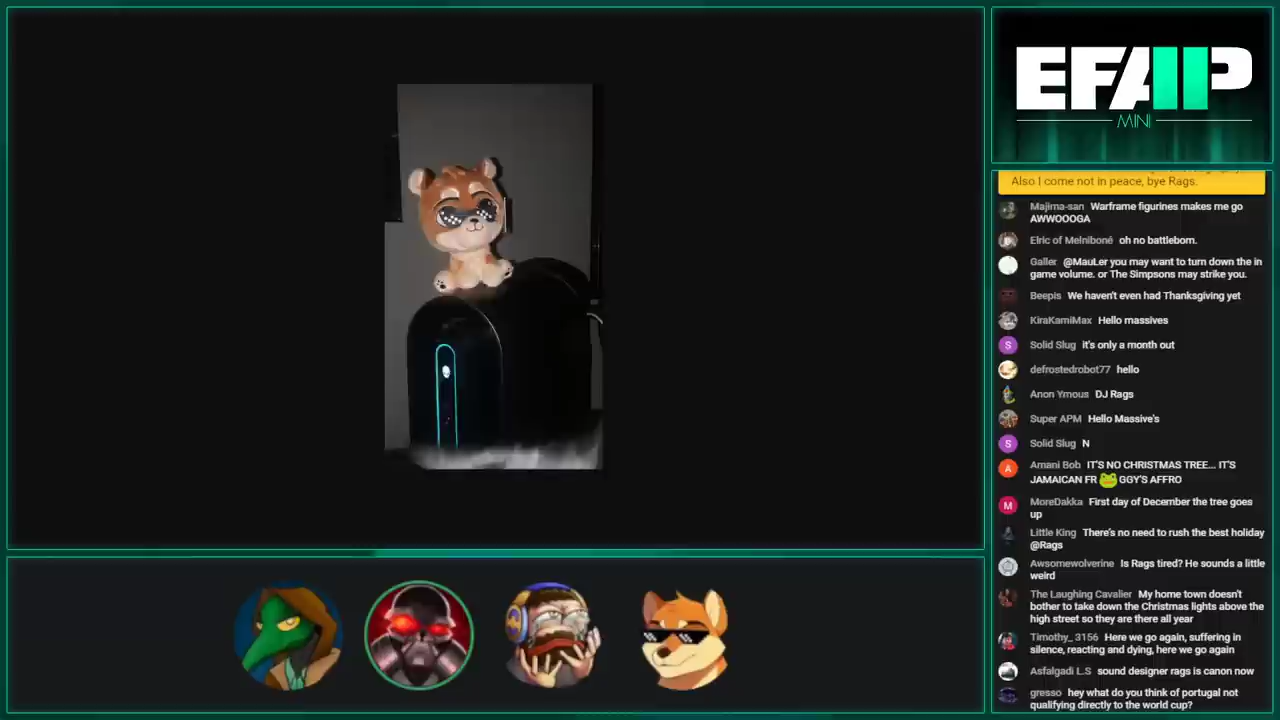 EFAP
MINI
Also I come not in peace, bye Rags.
Majima-san Warframe figurines makes me go
AWWOOOGA
Elric of Melniboné oh no battleborn.
Galler @MauLer you may want to turn down the in
game volume. or The Simpsons may strike you.
Beepis We haven't even had Thanksgiving yet
KiraKamiMax Hello massives
S Solid Slug it's only a month out
defrostedrobot77 hello
Anon Ymous DJ Rags
Super APM Hello Massive's
S Solid Slug N
A Amani Bob IT'S NO CHRISTMAS TREE... IT'S
JAMAICAN FR GGY'S AFFRO
M MoreDakka First day of December the tree goes
up
Little King There's no need to rush the best holiday
@Rags
Awsomewolverine Is Rags tired? He sounds a little
weird
The Laughing Cavalier My home town doesn't
bother to take down the Christmas lights above the
high street so they are there all year
Timothy_ 3156 Here we go again, suffering in
silence, reacting and dying, here we go again
Asfalgadi L.S sound designer rags is canon now
gresso hey what do you think of portugal not
qualifying directly to the world cup?